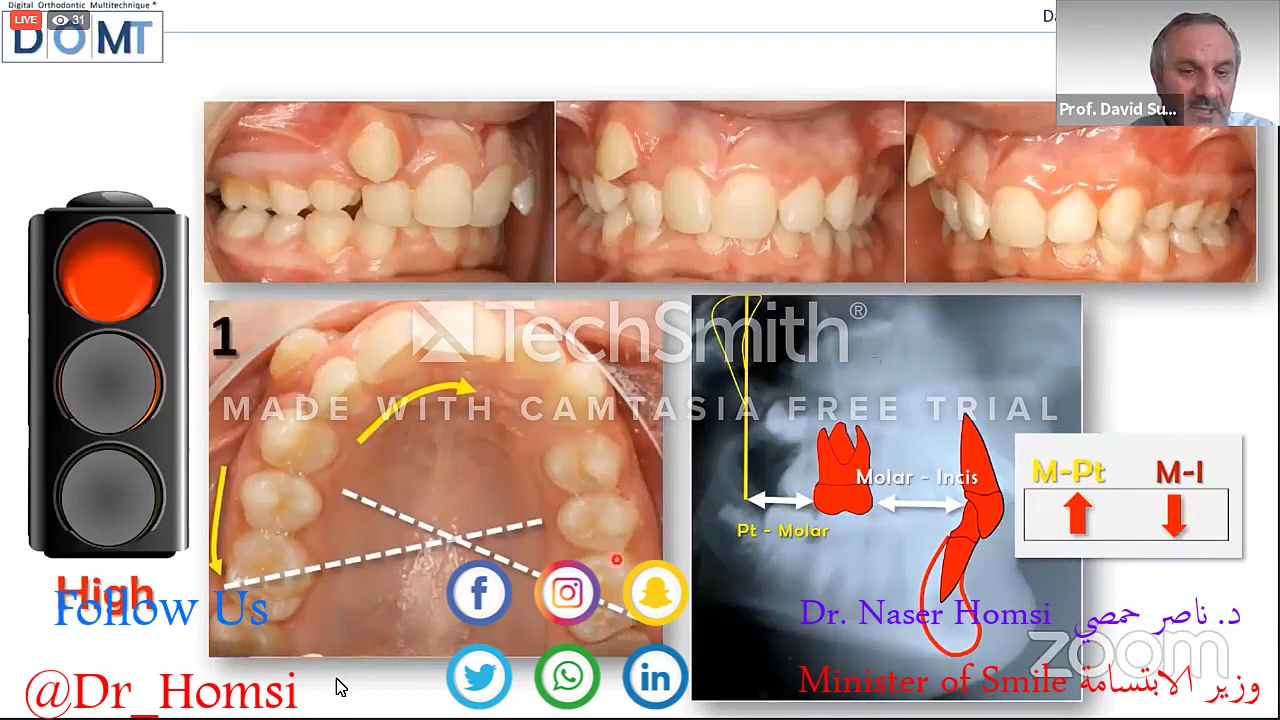 Digital Orthodontic Multitechnique ®
LIVE 31
DOMT
Prof. David Su...
1
TechSmith®
MADE WITH CAMTASIA FREE TRIAL
Molar - Incis
Pt - Molar
M-Pt M-I
High
Follow Us
@Dr_Homsi
Dr. Naser Homsi د. ناصر حمصي
zoom
Minister of Smile وزير الابتسامة